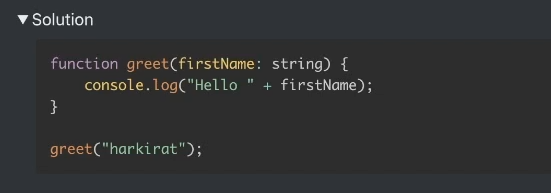 Solution
function greet(firstName: string) {
    console.log("Hello " + firstName);
}
greet("harkirat");